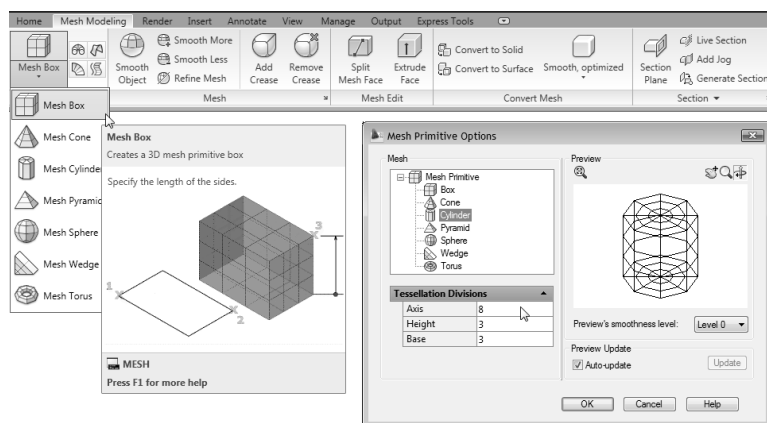 Home Mesh Modeling Render Insert Annotate View Manage Output Express Tools
Mesh Box
Smooth Object
Smooth More
Smooth Less
Refine Mesh
Add Crease
Remove Crease
Split Mesh Face
Extrude Face
Convert to Solid
Convert to Surface
Smooth, optimized
Section Plane
Live Section
Add Jog
Generate Section
Mesh
Mesh Edit
Convert Mesh
Section
Mesh Box
Mesh Cone
Mesh Cylinde
Mesh Pyramid
Mesh Sphere
Mesh Wedge
Mesh Torus
Mesh Box
Creates a 3D mesh primitive box
Specify the length of the sides.
1
2
3
MESH
Press F1 for more help
Mesh Primitive Options
Mesh
Mesh Primitive
Box
Cone
Cylinder
Pyramid
Sphere
Wedge
Torus
Tessellation Divisions
Axis 8
Height 3
Base 3
Preview
Preview's smoothness level: Level 0
Preview Update
Auto-update
Update
OK Cancel Help